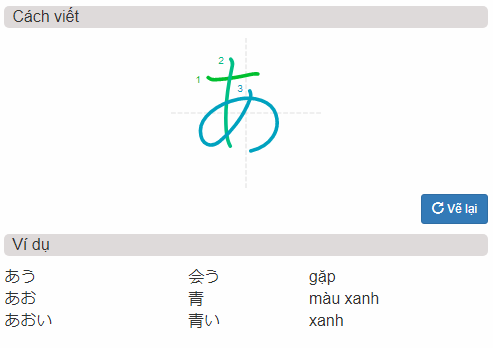 Cách viết
1 2 3
あ
Vẽ lại
Ví dụ
あう 会う gặp
あお 青 màu xanh
あおい 青い xanh